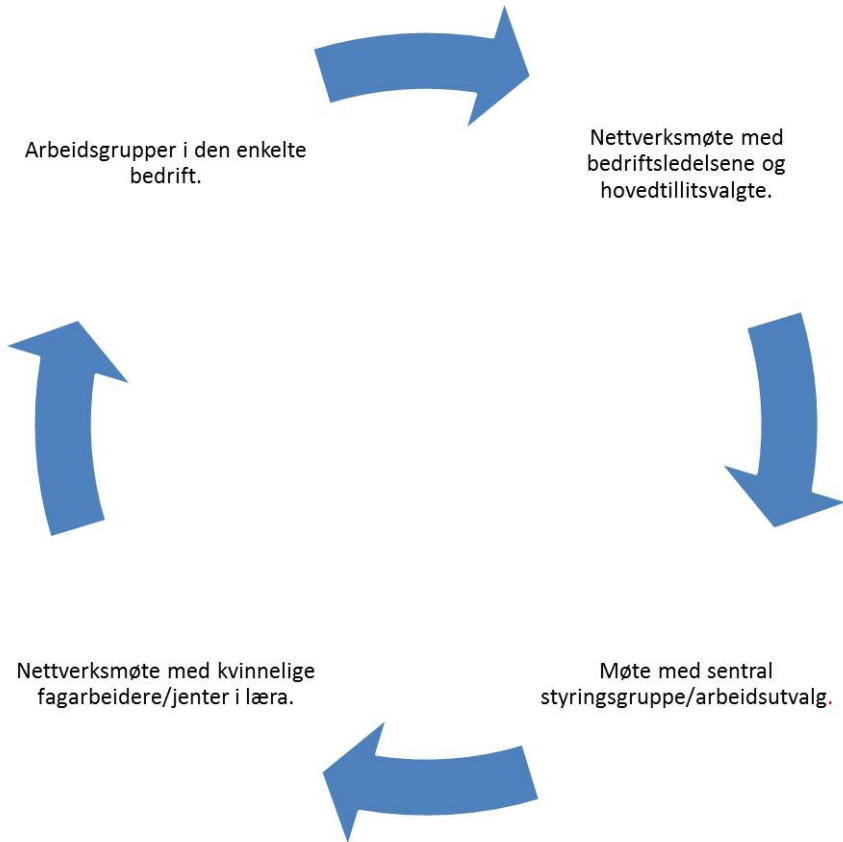 Arbeidsgrupper i den enkelte
bedrift.
Nettverksmøte med
bedriftsledelsene og
hovedtillitsvalgte.
Møte med sentral
styringsgruppe/arbeidsutvalg.
Nettverksmøte med kvinnelige
fagarbeidere/jenter i læra.